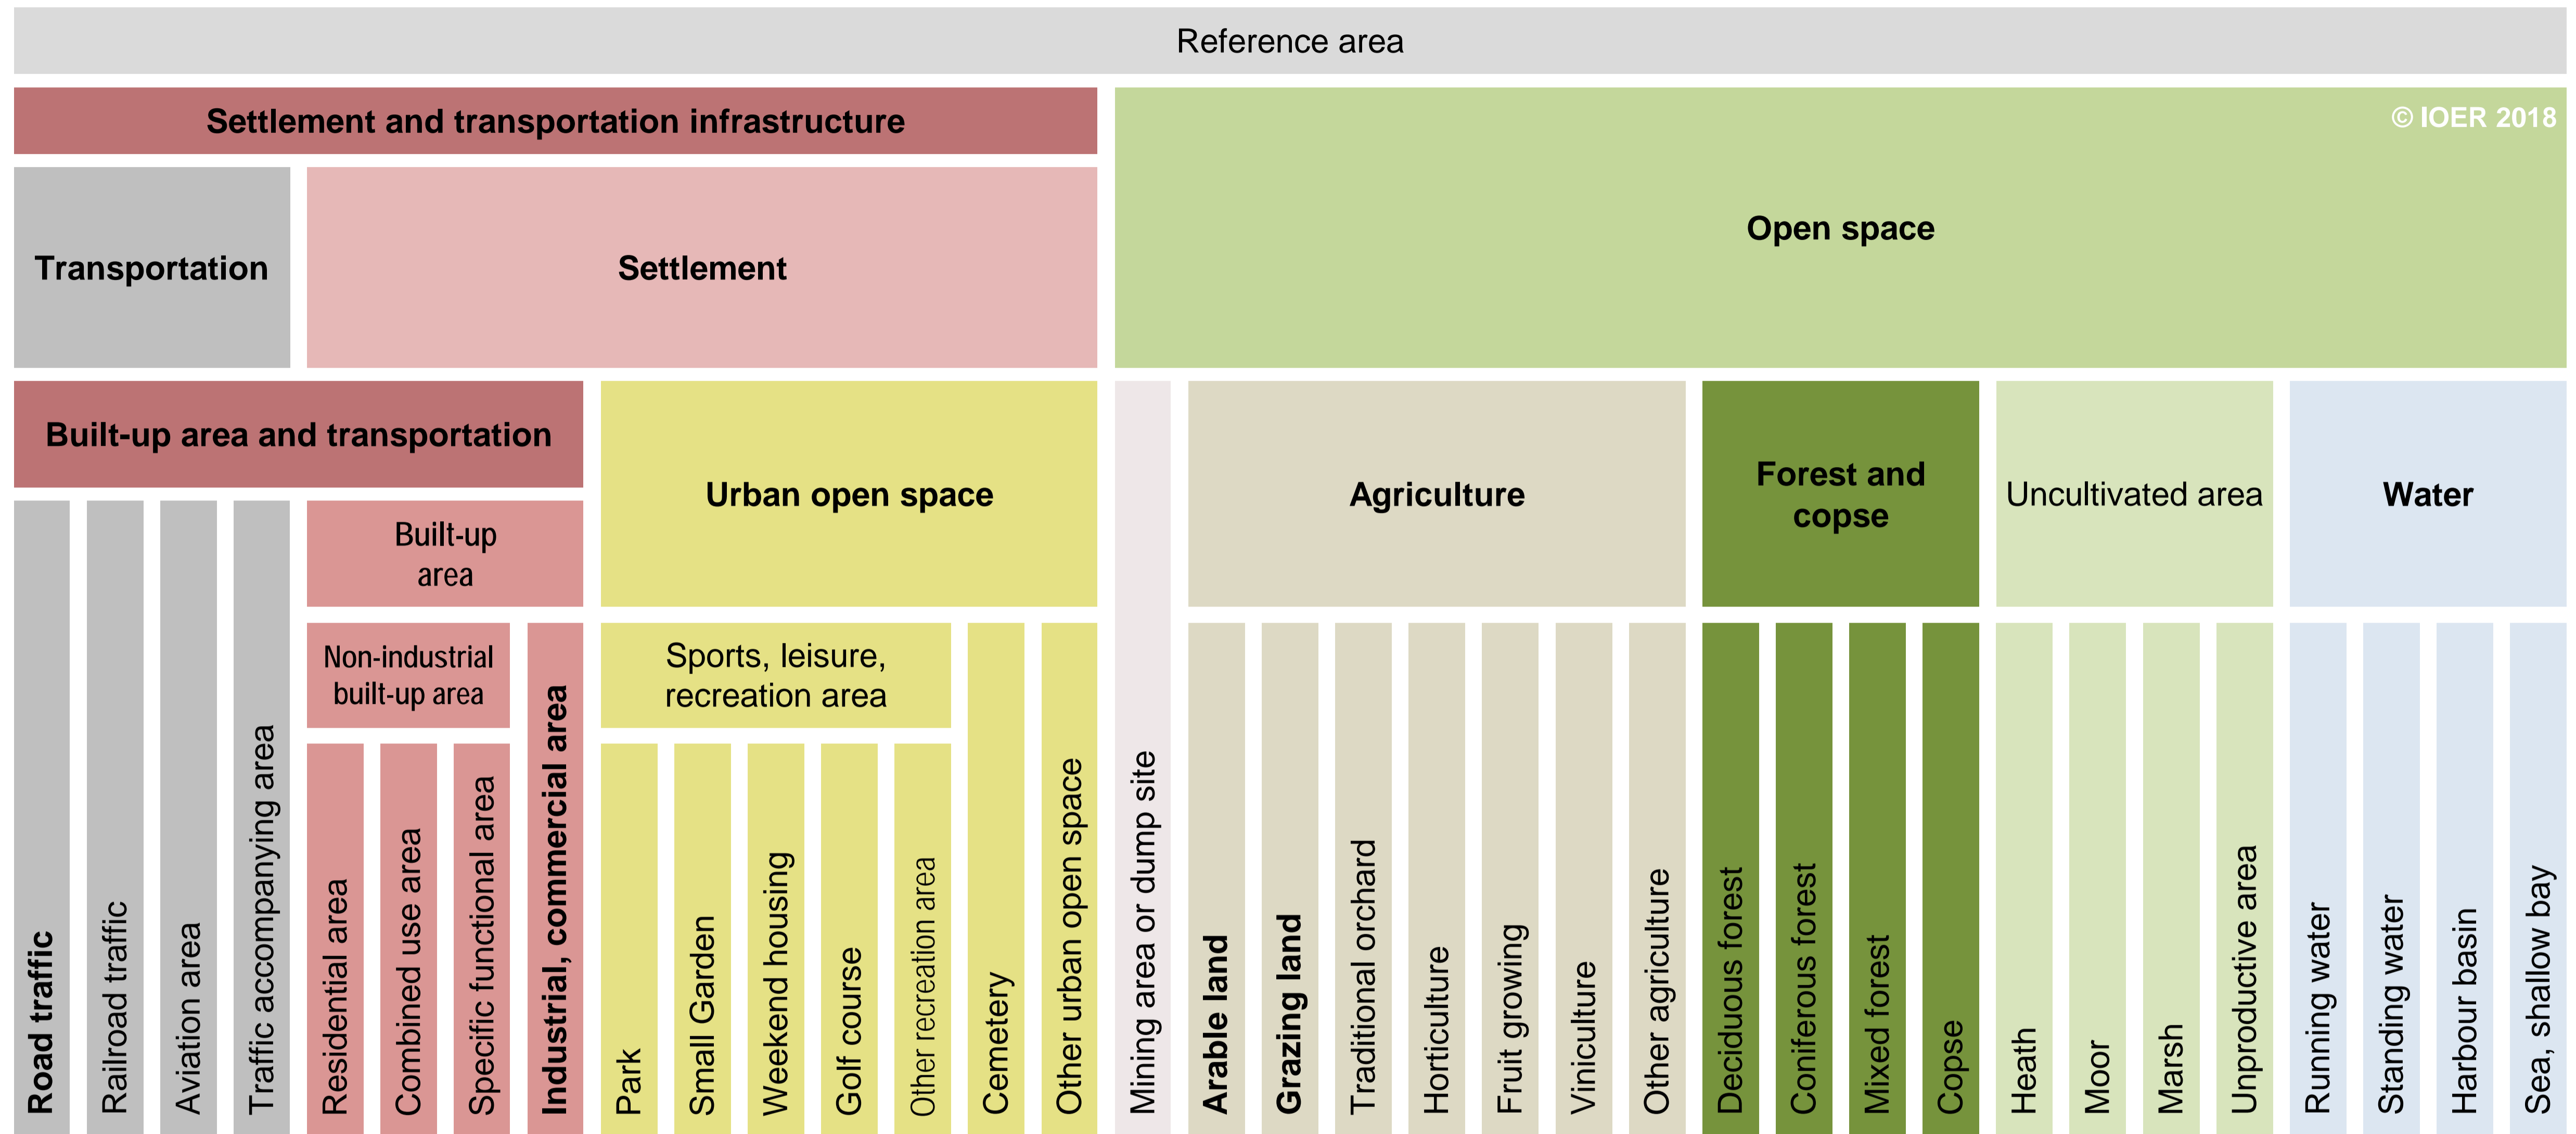 Reference area
Settlement and transportation infrastructure
© IOER 2018
Transportation
Settlement
Open space
Built-up area and transportation
Urban open space
Agriculture
Forest and
copse
Uncultivated area
Water
Built-up
area
Non-industrial
built-up area
Sports, leisure,
recreation area
Road traffic
Railroad traffic
Aviation area
Traffic accompanying area
Residential area
Combined use area
Specific functional area
Industrial, commercial area
Park
Small Garden
Weekend housing
Golf course
Other recreation area
Cemetery
Other urban open space
Mining area or dump site
Arable land
Grazing land
Traditional orchard
Horticulture
Fruit growing
Viniculture
Other agriculture
Deciduous forest
Coniferous forest
Mixed forest
Copse
Heath
Moor
Marsh
Unproductive area
Running water
Standing water
Harbour basin
Sea, shallow bay